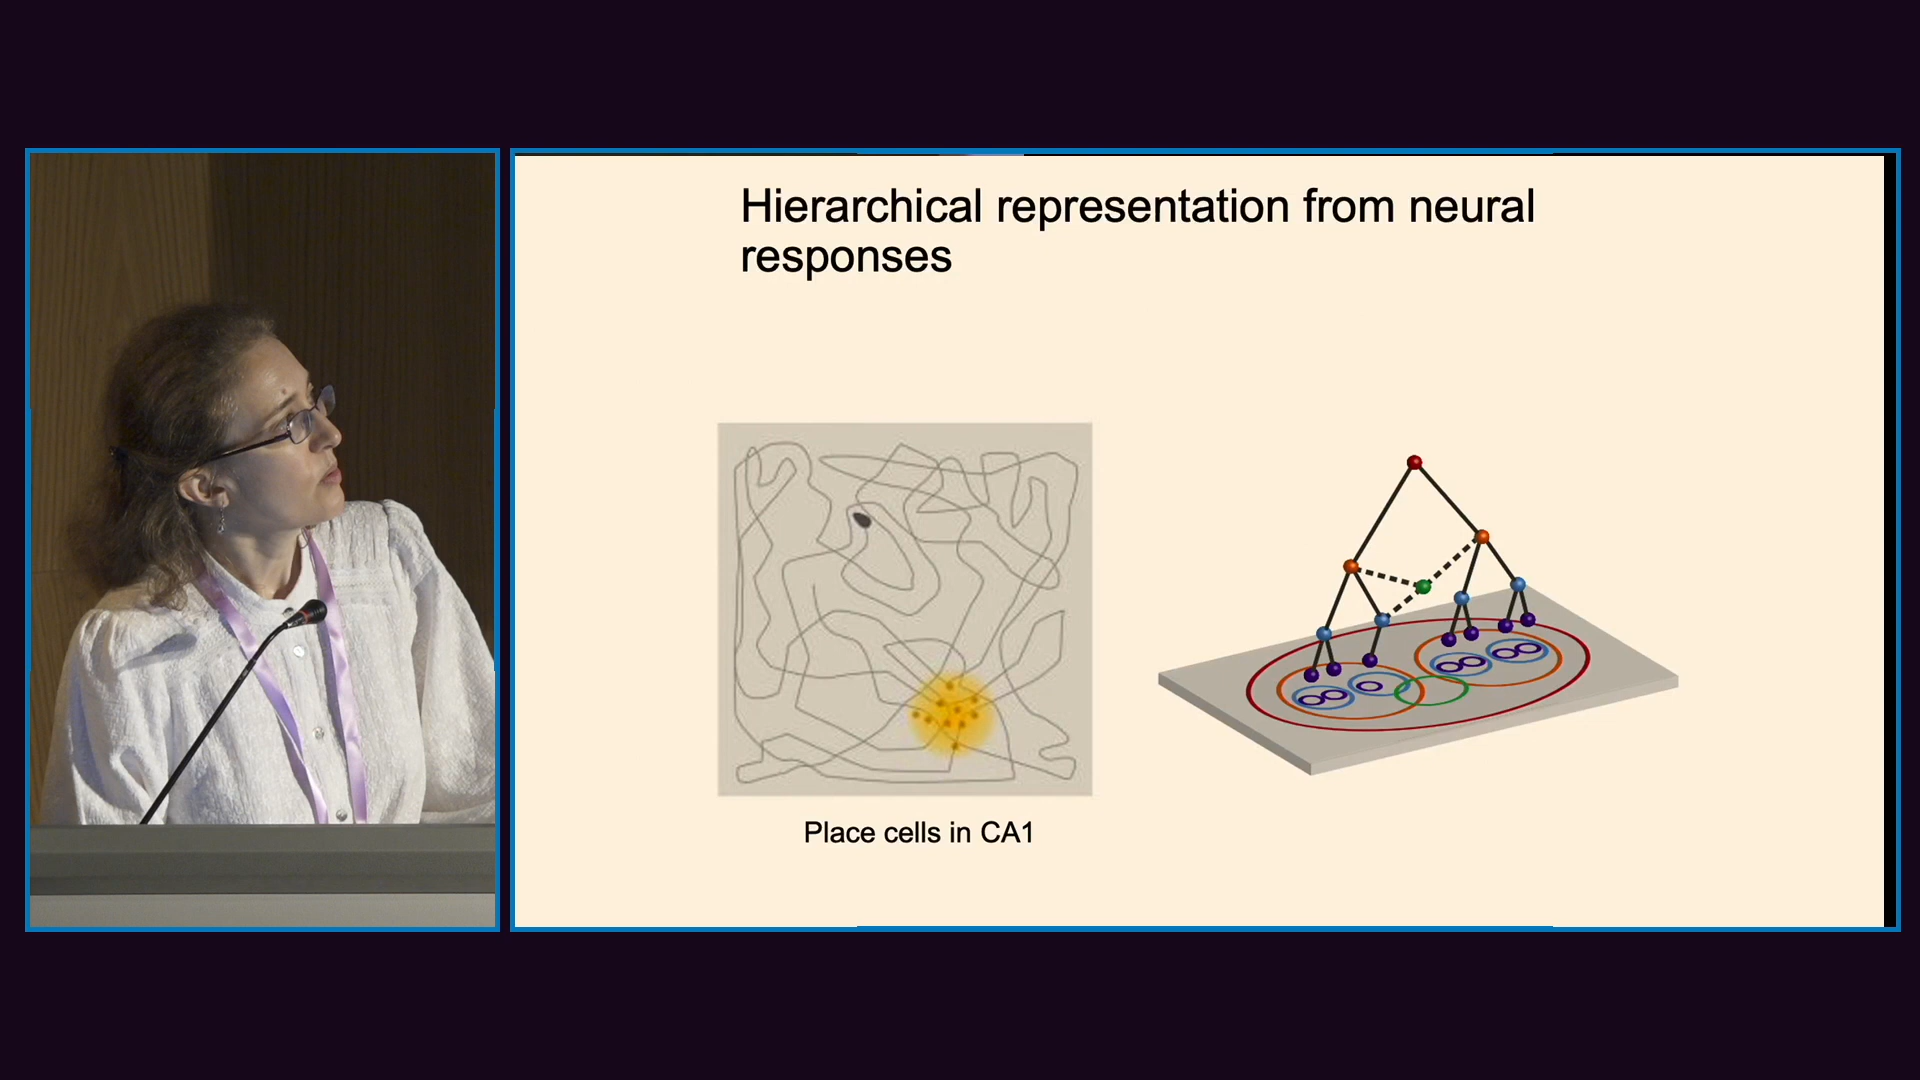 Hierarchical representation from neural
responses
Place cells in CA1